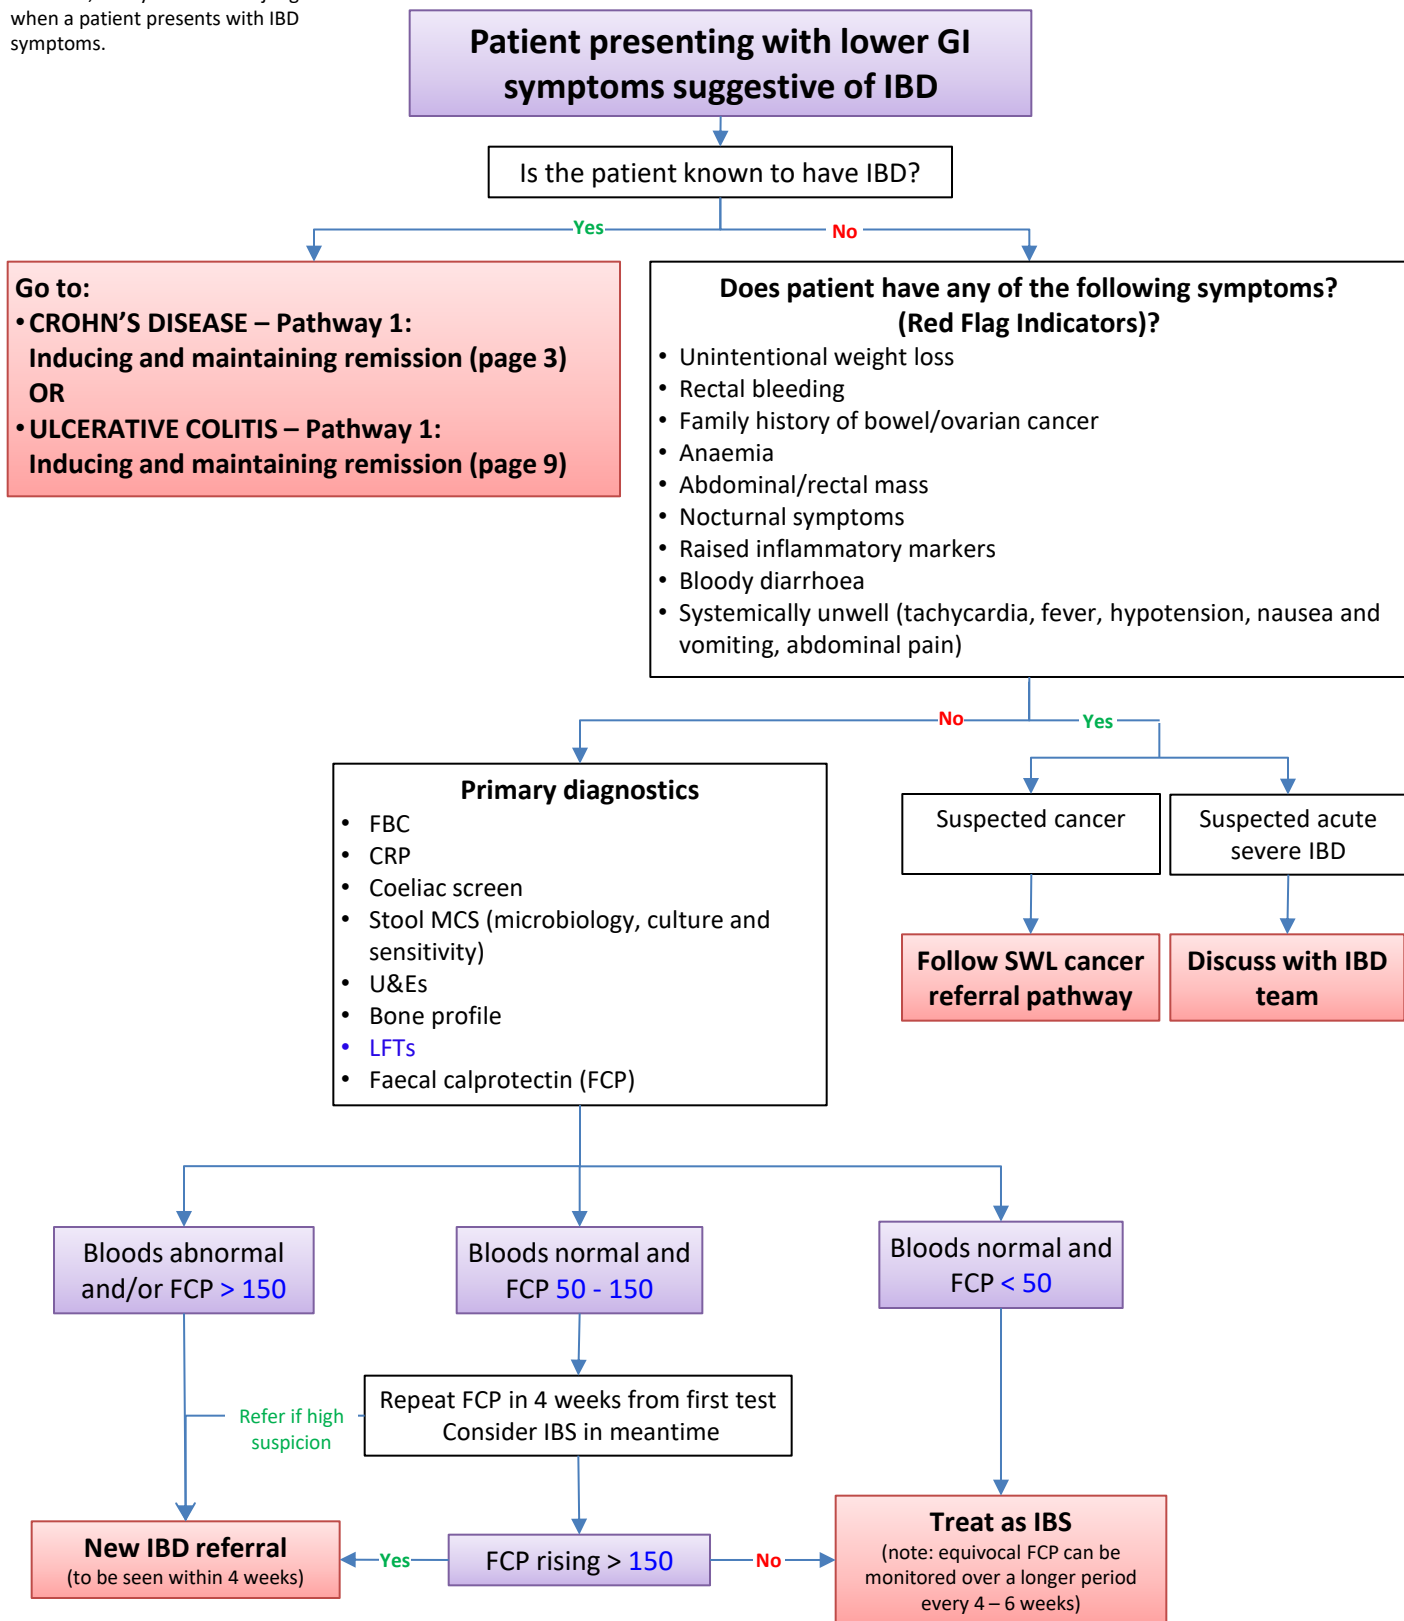 when a patient presents with IBD
symptoms.
Patient presenting with lower GI
symptoms suggestive of IBD
Is the patient known to have IBD?
Yes
No
Go to:
• CROHN'S DISEASE – Pathway 1:
Inducing and maintaining remission (page 3)
OR
• ULCERATIVE COLITIS – Pathway 1:
Inducing and maintaining remission (page 9)
Does patient have any of the following symptoms?
(Red Flag Indicators)?
• Unintentional weight loss
• Rectal bleeding
• Family history of bowel/ovarian cancer
• Anaemia
• Abdominal/rectal mass
• Nocturnal symptoms
• Raised inflammatory markers
• Bloody diarrhoea
• Systemically unwell (tachycardia, fever, hypotension, nausea and
vomiting, abdominal pain)
No
Yes
Primary diagnostics
• FBC
• CRP
• Coeliac screen
• Stool MCS (microbiology, culture and
sensitivity)
• U&Es
• Bone profile
• LFTs
• Faecal calprotectin (FCP)
Suspected cancer
Suspected acute
severe IBD
Follow SWL cancer
referral pathway
Discuss with IBD
team
Bloods abnormal
and/or FCP > 150
Bloods normal and
FCP 50 - 150
Bloods normal and
FCP < 50
Repeat FCP in 4 weeks from first test
Consider IBS in meantime
Refer if high
suspicion
New IBD referral
(to be seen within 4 weeks)
Yes
FCP rising > 150
No
Treat as IBS
(note: equivocal FCP can be
monitored over a longer period
every 4 – 6 weeks)